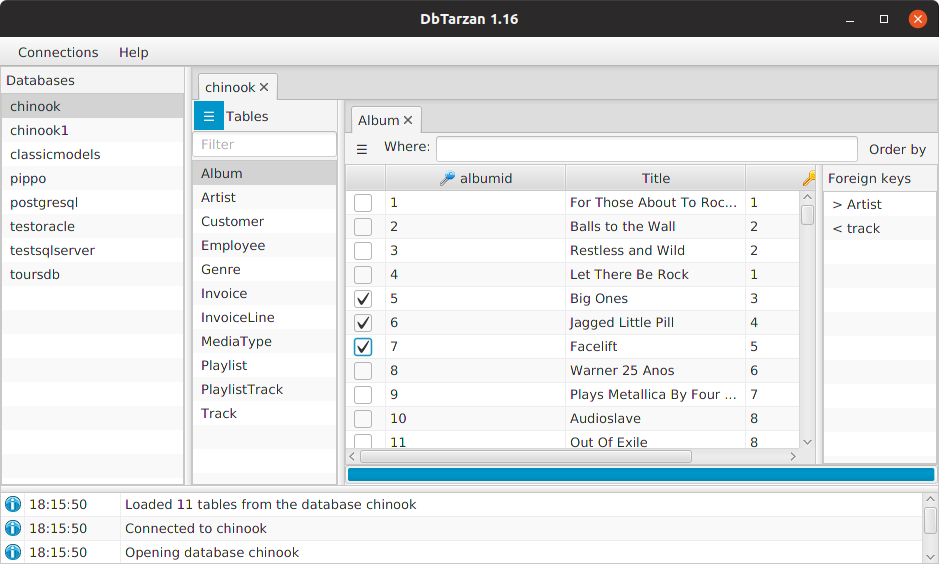 DbTarzan 1.16
Connections Help
Databases
chinook
chinook1
classicmodels
pippo
postgresql
testoracle
testsqlserver
toursdb
chinook
Tables
Filter
Album
Artist
Customer
Employee
Genre
Invoice
InvoiceLine
MediaType
Playlist
PlaylistTrack
Track
Album
Where: Order by
albumid Title
1 For Those About To Roc... 1
2 Balls to the Wall 2
3 Restless and Wild 2
4 Let There Be Rock 1
5 Big Ones 3
6 Jagged Little Pill 4
7 Facelift 5
8 Warner 25 Anos 6
9 Plays Metallica By Four ... 7
10 Audioslave 8
11 Out Of Exile 8
Foreign keys
> Artist
< track
18:15:50 Loaded 11 tables from the database chinook
18:15:50 Connected to chinook
18:15:50 Opening database chinook